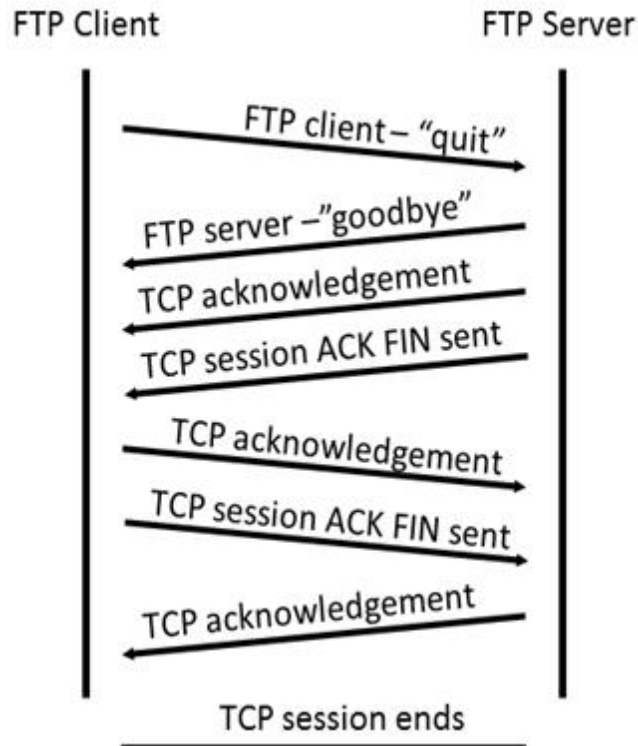 FTP Client
FTP Server
FTP client – “quit”
FTP server –”goodbye”
TCP acknowledgement
TCP session ACK FIN sent
TCP acknowledgement
TCP session ACK FIN sent
TCP acknowledgement
TCP session ends